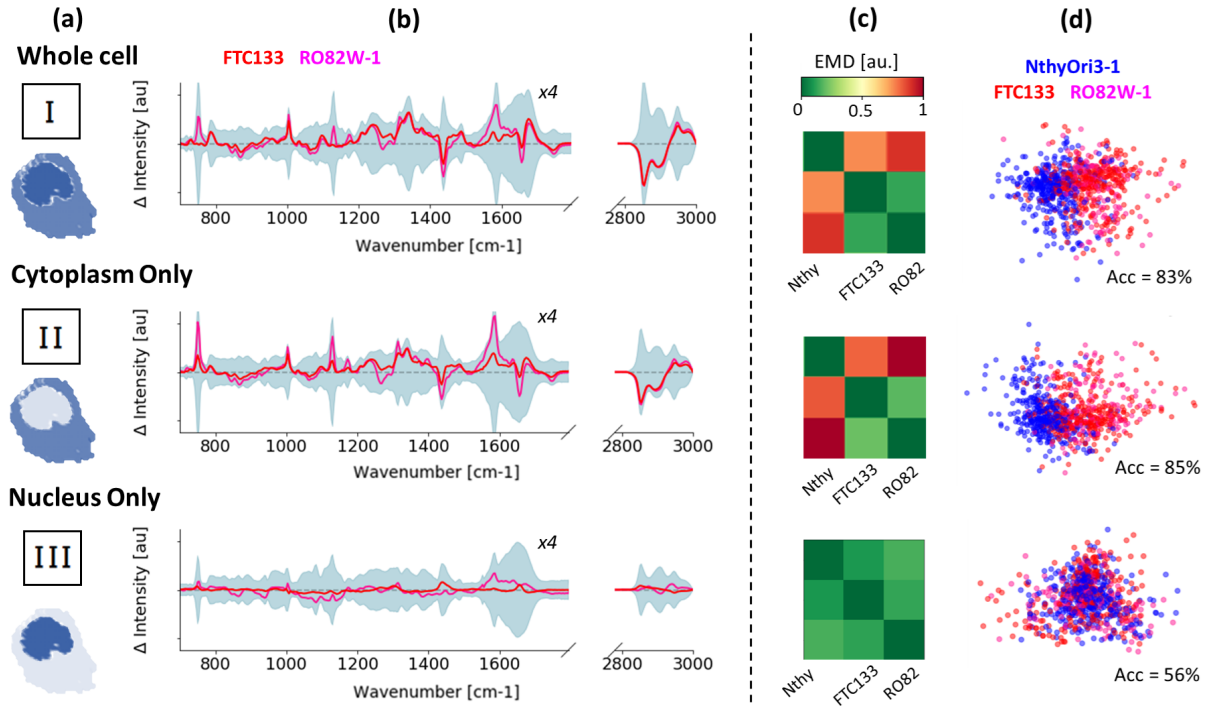 (a)
(b)
(c)
(d)
Whole cell
I
FTC133 RO82W-1
x4
Δ Intensity [au]
800 1000 1200 1400 1600 2800 3000
Wavenumber [cm-1]
EMD [au.]
0 0.5 1
Nthy FTC133 RO82
NthyOri3-1
FTC133 RO82W-1
Acc = 83%
Cytoplasm Only
II
x4
Δ Intensity [au]
800 1000 1200 1400 1600 2800 3000
Wavenumber [cm-1]
Nthy FTC133 RO82
Acc = 85%
Nucleus Only
III
x4
Δ Intensity [au]
800 1000 1200 1400 1600 2800 3000
Wavenumber [cm-1]
Nthy FTC133 RO82
Acc = 56%